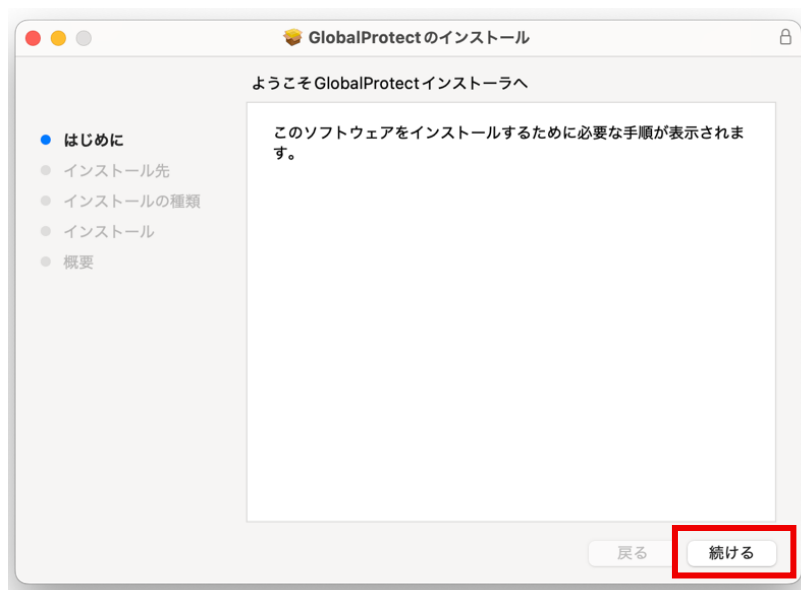 GlobalProtectのインストール
ようこそGlobalProtectインストーラへ
はじめに
インストール先
インストールの種類
インストール
概要
このソフトウェアをインストールするために必要な手順が表示されま
す。
戻る
続ける